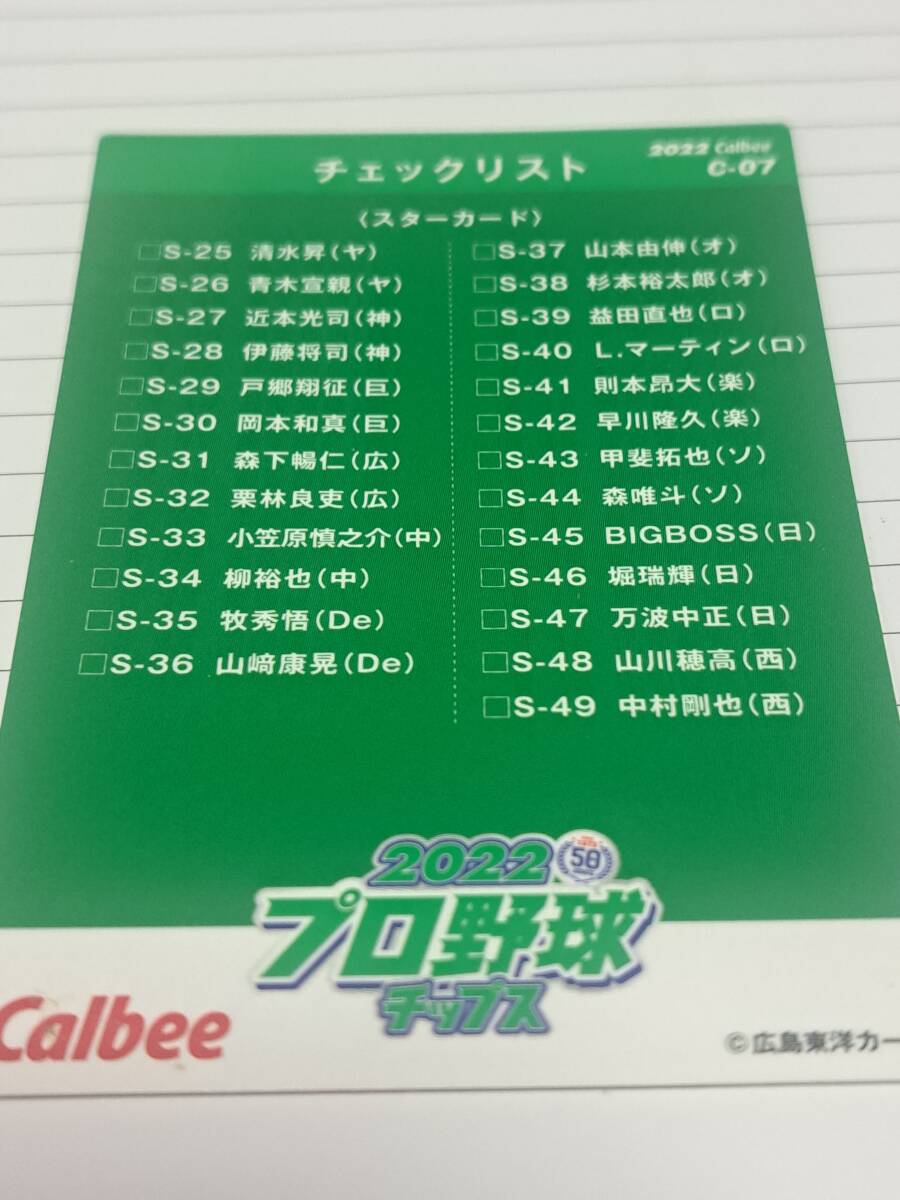 2022 Calbee
チェックリスト
C-07
〈スターカード〉
□S-25 清水昇(ヤ)
□S-26 青木宣親(ヤ)
□S-27 近本光司(神)
□S-28 伊藤将司(神)
□S-29 戸郷翔征(巨)
□S-30 岡本和真(巨)
□S-31 森下暢仁(広)
□S-32 栗林良吏(広)
□S-33 小笠原慎之介(中)
□S-34 柳裕也(中)
□S-35 牧秀悟(De)
□S-36 山﨑康晃(De)
□S-37 山本由伸(オ)
□S-38 杉本裕太郎(オ)
□S-39 益田直也(ロ)
□S-40 L.マーティン(ロ)
□S-41 則本昂大(楽)
□S-42 早川隆久(楽)
□S-43 甲斐拓也(ソ)
□S-44 森唯斗(ソ)
□S-45 BIGBOSS(日)
□S-46 堀瑞輝(日)
□S-47 万波中正(日)
□S-48 山川穂高(西)
□S-49 中村剛也(西)
2022
50
プロ野球
チップス
Calbee
©広島東洋カー